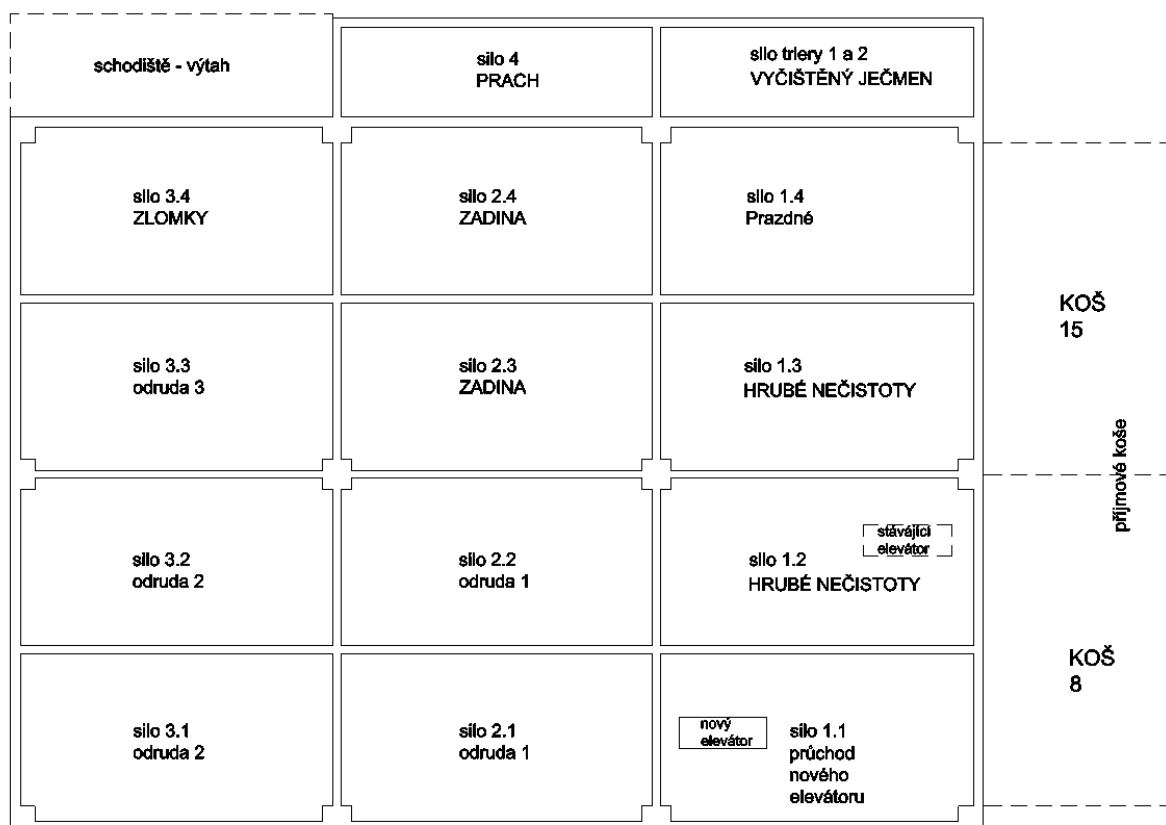 schodiště - výtah
silo 4
PRACH
silo triery 1 a 2
VYČIŠTĚNÝ JEČMEN
silo 3.4
ZLOMKY
silo 2.4
ZADINA
silo 1.4
Prazdné
KOŠ
15
silo 3.3
odruda 3
silo 2.3
ZADINA
silo 1.3
HRUBÉ NEČISTOTY
příjmové koše
silo 3.2
odruda 2
silo 2.2
odruda 1
stávající
elevátor
silo 1.2
HRUBÉ NEČISTOTY
KOŠ
8
silo 3.1
odruda 2
silo 2.1
odruda 1
nový
elevátor
silo 1.1
průchod
nového
elevátoru